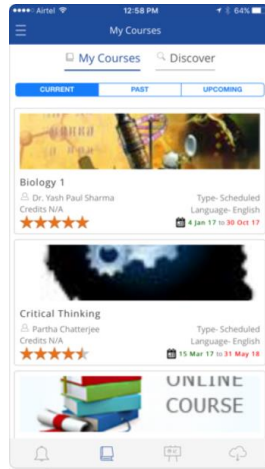 Airtel 12:58 PM 64%
My Courses
My Courses Discover
CURRENT PAST UPCOMING
Biology 1
Dr. Yash Paul Sharma Type- Scheduled
Credits N/A Language- English
4 Jan 17 to 30 Oct 17
Critical Thinking
Partha Chatterjee Type- Scheduled
Credits N/A Language- English
15 Mar 17 to 31 May 18
ONLINE
COURSE